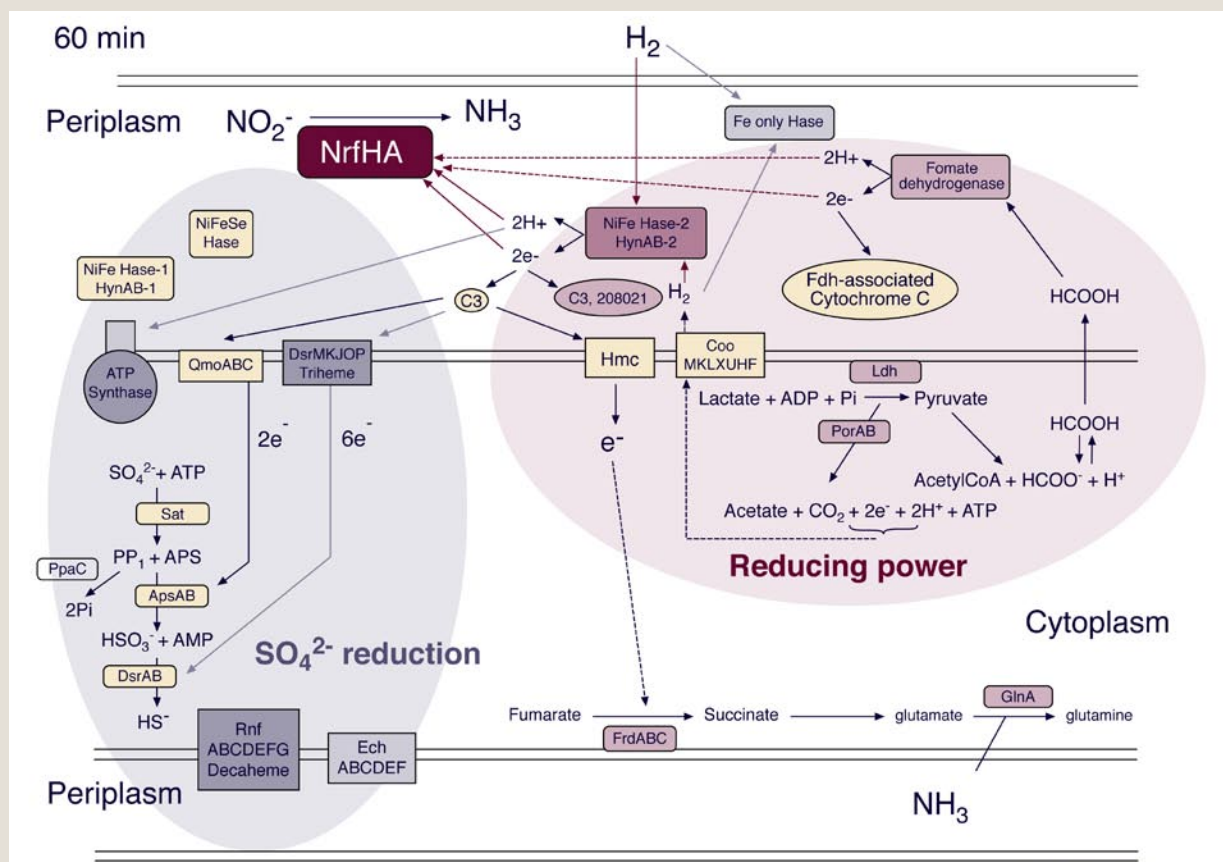 60 min
H2
Periplasm
NO2- NH3
NrfHA
Fe only Hase
2H+
Fomate
dehydrogenase
2e-
NiFeSe
Hase
NiFe Hase-1
HynAB-1
2H+
2e-
NiFe Hase-2
HynAB-2
C3
C3, 208021
H2
Fdh-associated
Cytochrome C
HCOOH
ATP
Synthase
QmoABC
DsrMKJOP
Triheme
Hmc
Coo
MKLXUHF
Ldh
Lactate + ADP + Pi Pyruvate
PorAB
2e-
6e-
e-
HCOOH
AcetylCoA + HCOO- + H+
Acetate + CO2 + 2e- + 2H+ + ATP
Reducing power
SO4 2- + ATP
Sat
PP1 + APS
PpaC
2Pi
ApsAB
HSO3- + AMP
DsrAB
HS-
SO4 2- reduction
Cytoplasm
Fumarate Succinate glutamate glutamine
FrdABC
GlnA
Rnf
ABCDEFG
Decaheme
Ech
ABCDEF
Periplasm
NH3